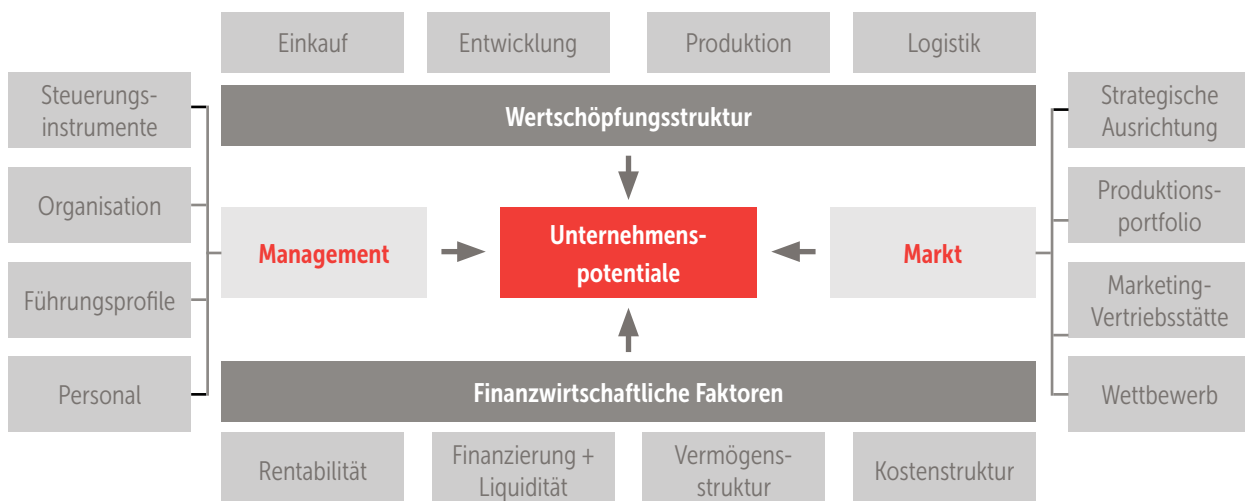 Einkauf
Entwicklung
Produktion
Logistik
Steuerungs-
instrumente
Wertschöpfungsstruktur
Strategische
Ausrichtung
Organisation
Produktions-
portfolio
Management
Unternehmens-
potentiale
Markt
Führungsprofile
Marketing-
Vertriebsstätte
Personal
Finanzwirtschaftliche Faktoren
Wettbewerb
Rentabilität
Finanzierung +
Liquidität
Vermögens-
struktur
Kostenstruktur